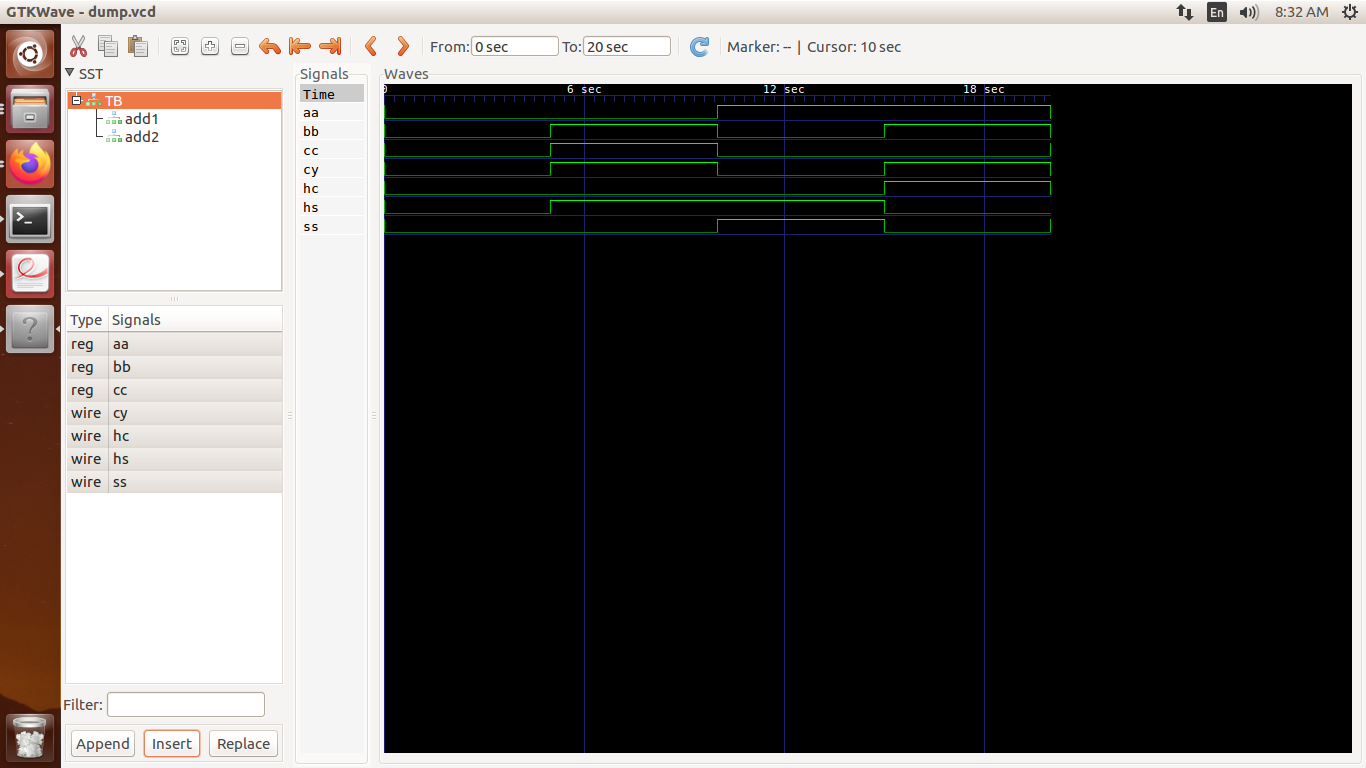 GTKWave - dump.vcd
En
8:32 AM
From: 0 sec To: 20 sec Marker: -- | Cursor: 10 sec
SST
TB
add1
add2
Type Signals
reg aa
reg bb
reg cc
wire cy
wire hc
wire hs
wire ss
Filter:
Append Insert Replace
Signals
Time
aa
bb
cc
cy
hc
hs
ss
Waves
0 6 sec 12 sec 18 sec